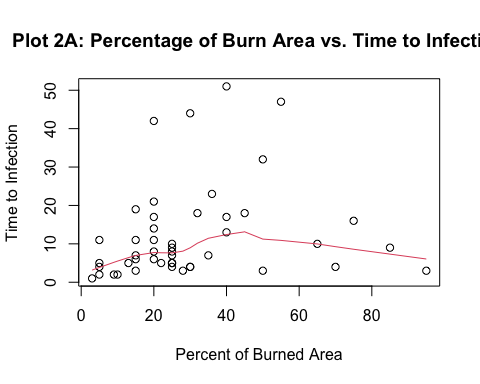 Plot 2A: Percentage of Burn Area vs. Time to Infecti
50
40
30
20
10
0
Time to Infection
0 20 40 60 80
Percent of Burned Area